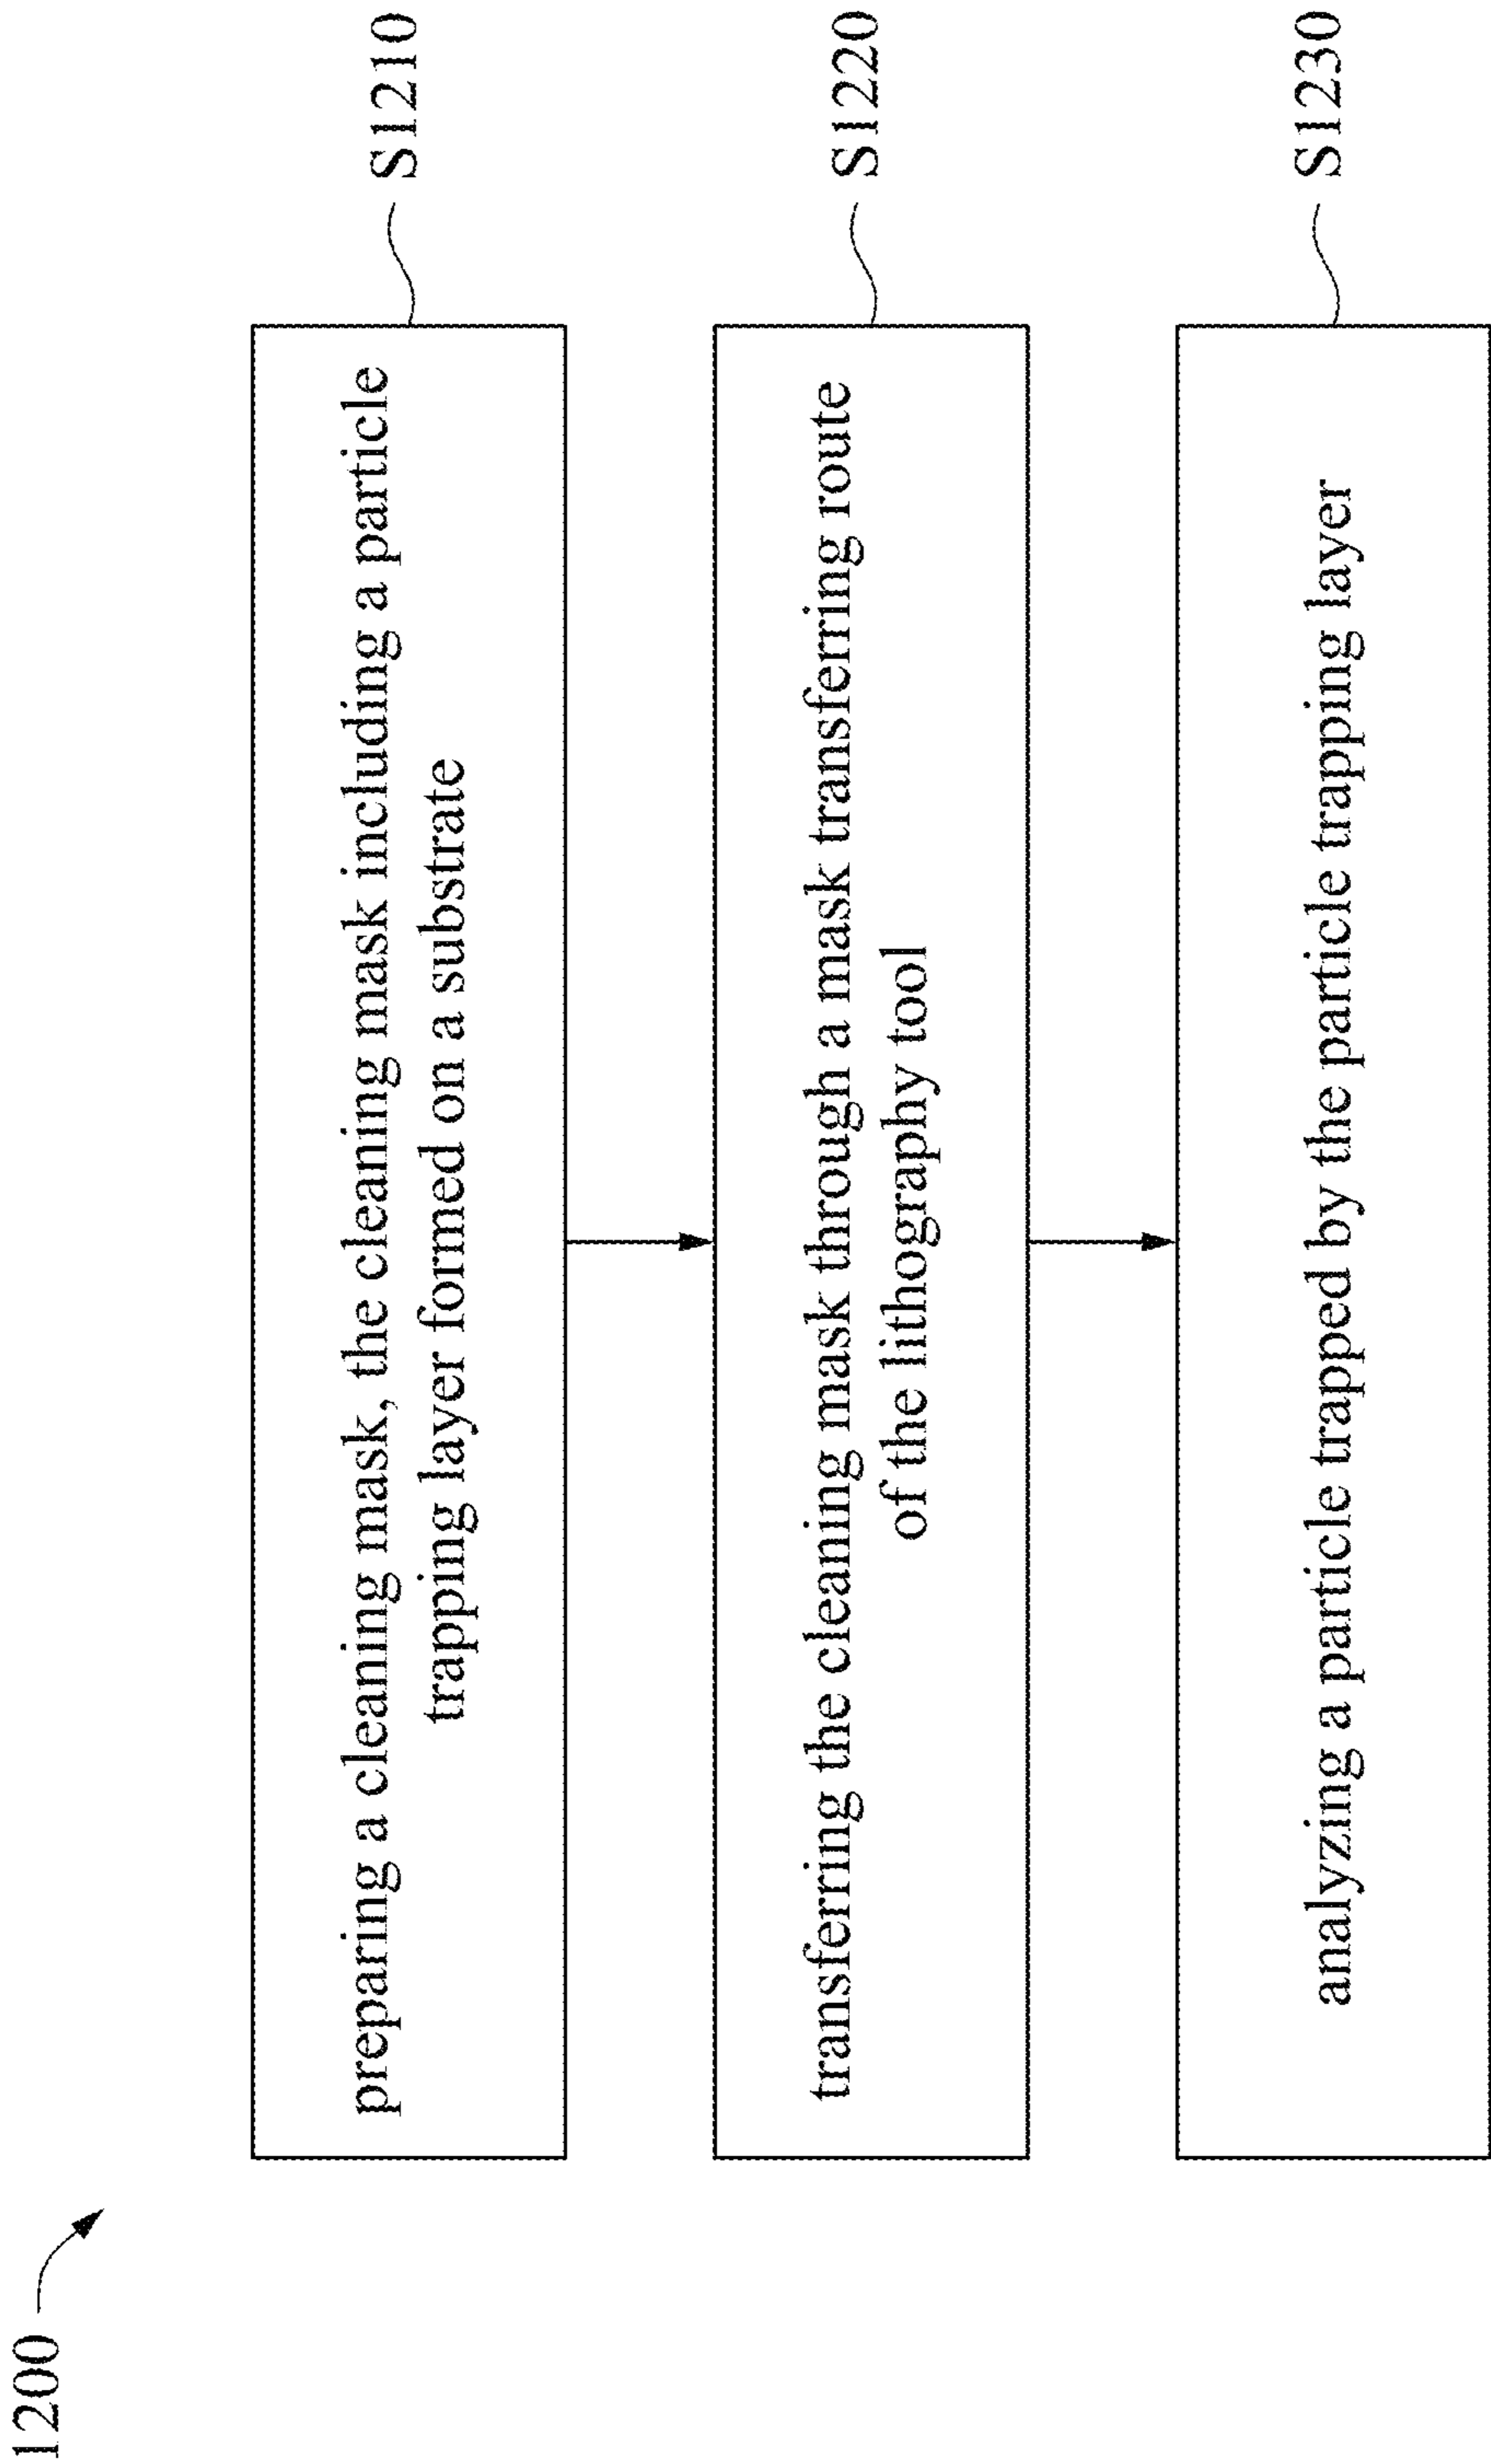 1200
preparing a cleaning mask, the cleaning mask including a particle
trapping layer formed on a substrate
S1210
transferring the cleaning mask through a mask transferring route
of the lithography tool
S1220
analyzing a particle trapped by the particle trapping layer
S1230